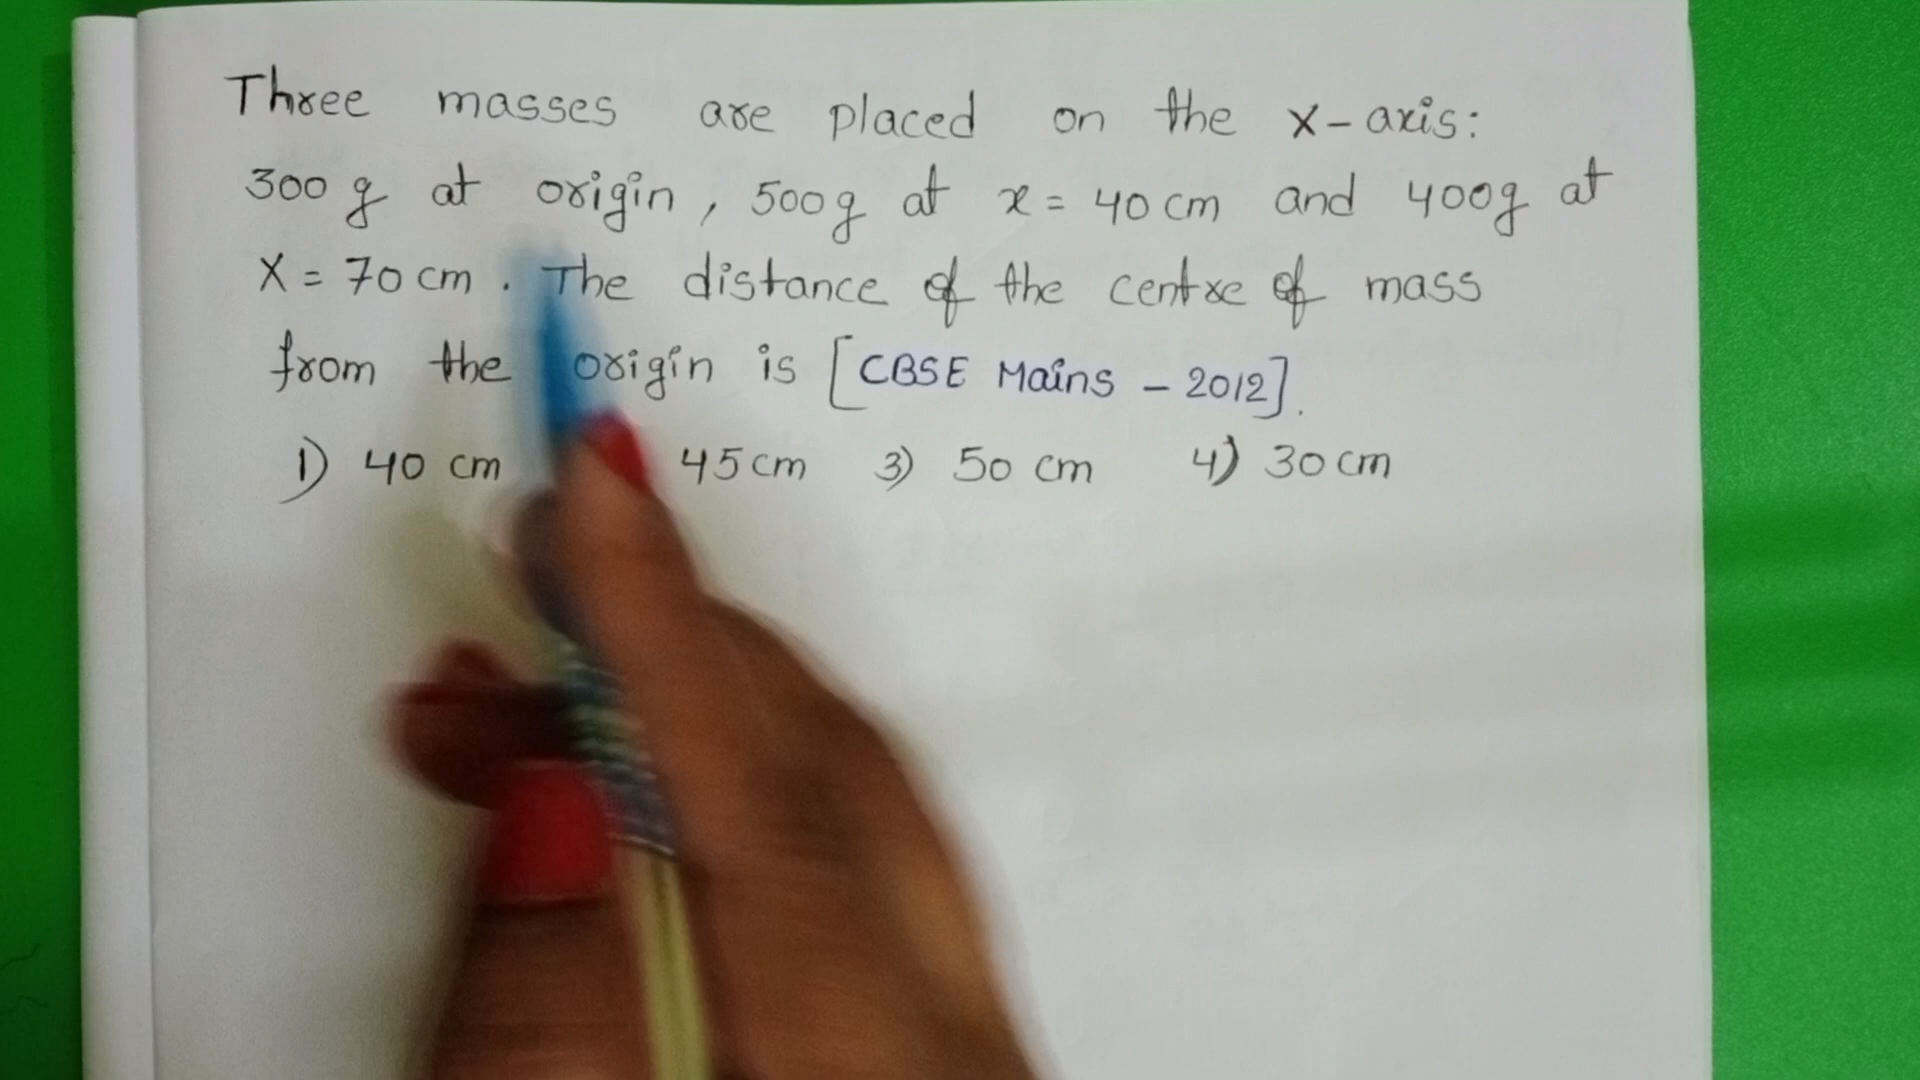 Three masses are placed on the x-axis:
300 g at origin, 500g at x = 40 cm and 400g at
X = 70 cm. The distance of the centre of mass
from the origin is [CBSE Mains - 2012].
1) 40 cm 45 cm 3) 50 cm 4) 30 cm